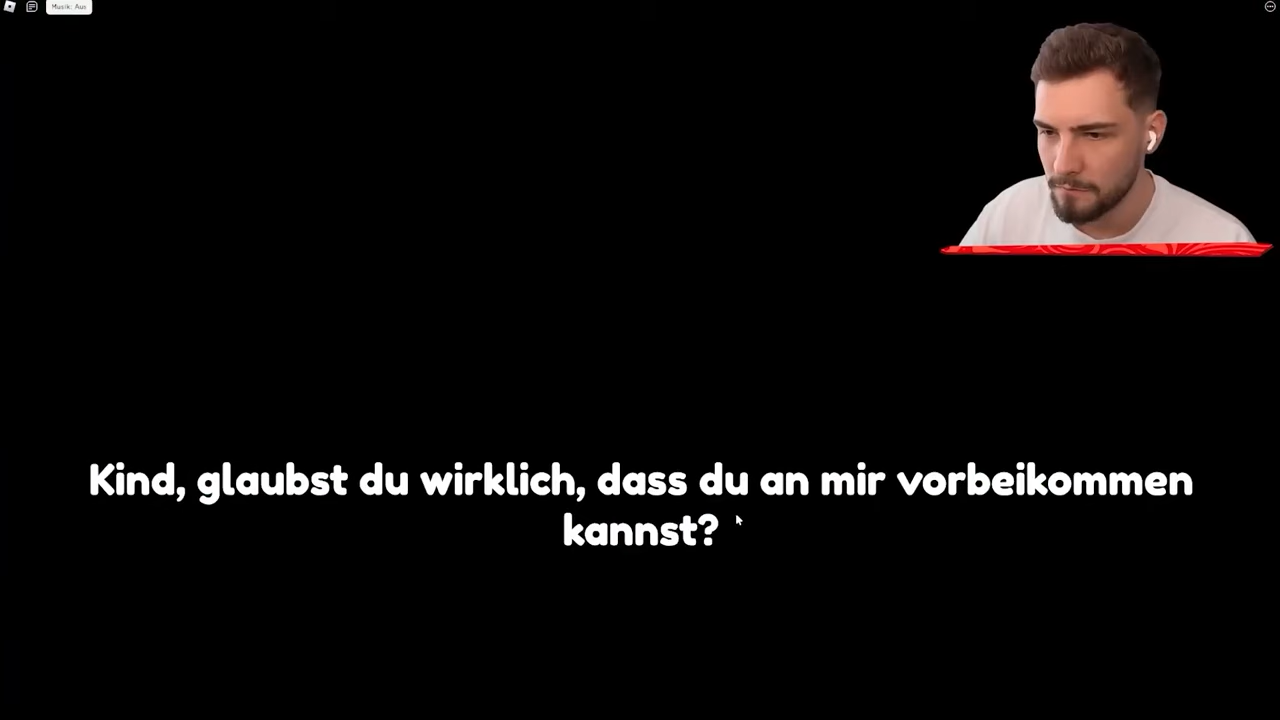 Musik: Aus
Kind, glaubst du wirklich, dass du an mir vorbeikommen
kannst?